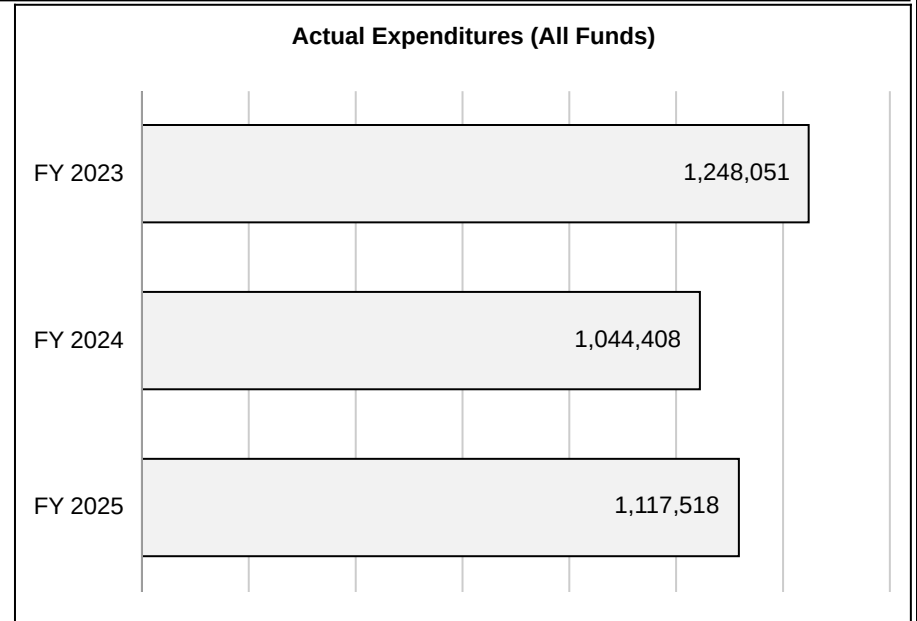 Actual Expenditures (All Funds)
FY 2023 1,248,051
FY 2024 1,044,408
FY 2025 1,117,518